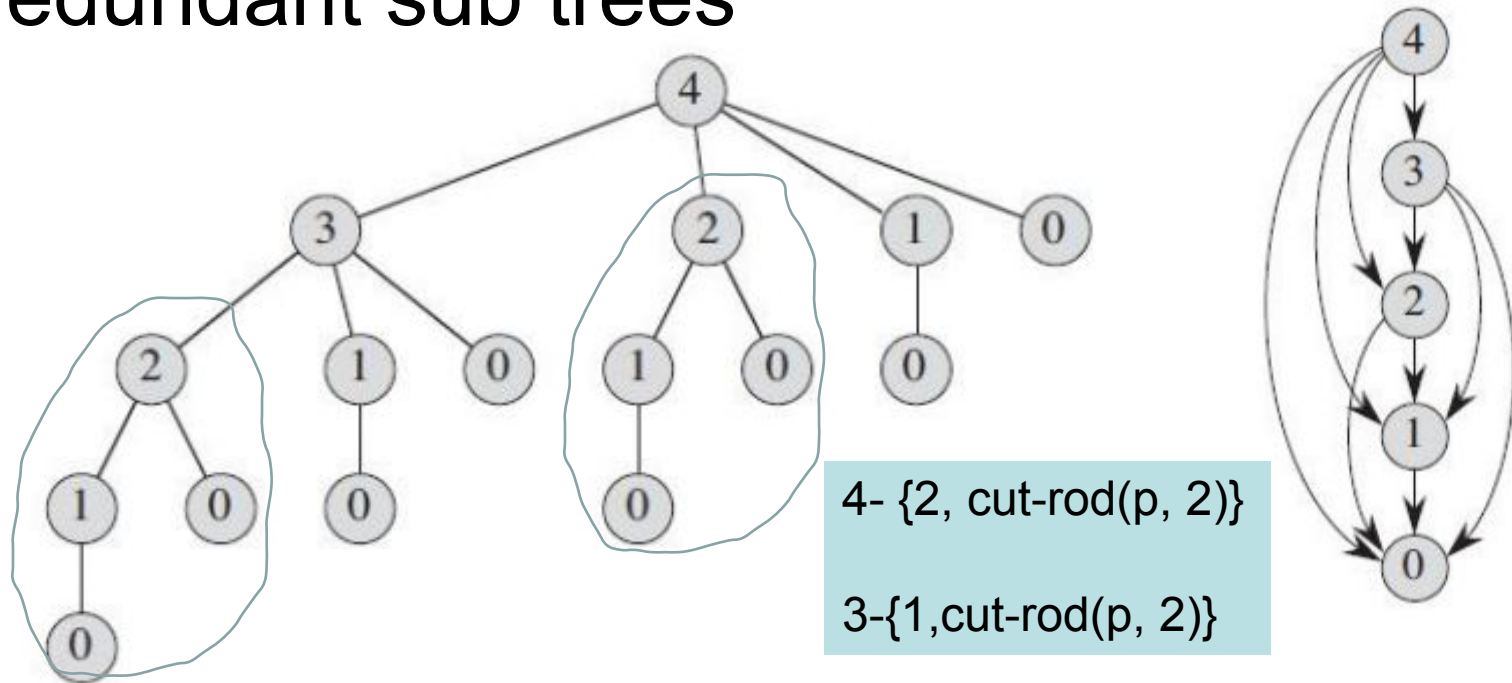 edundant sub trees
4
3 2 1 0
2 1 0 1 0 0
1 0 0 0
0
4- {2, cut-rod(p, 2)}
3-{1,cut-rod(p, 2)}
4
3
2
1
0